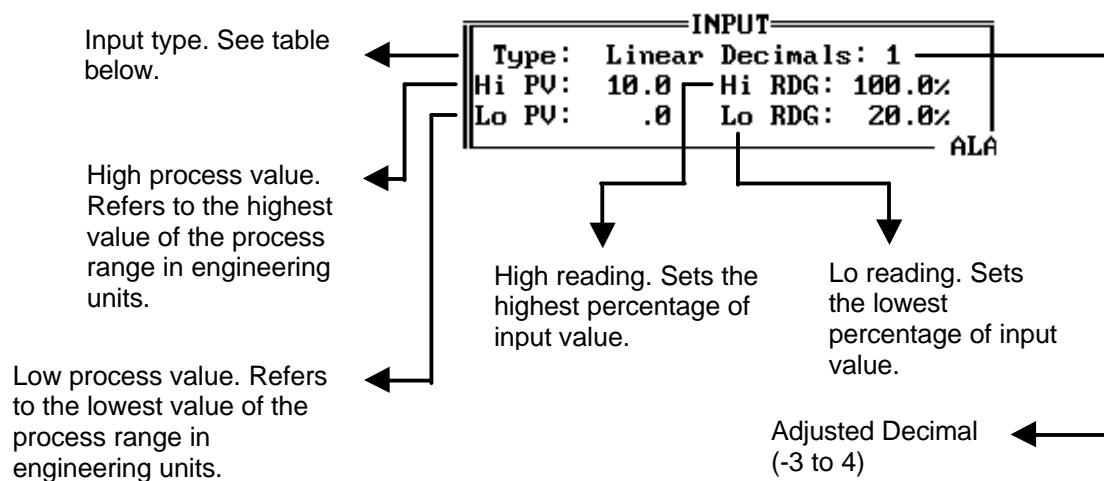 INPUT
Type: Linear Decimals: 1
Hi PV: 10.0 Hi RDG: 100.0%
Lo PV: .0 Lo RDG: 20.0%
ALA
Input type. See table
below.
High process value.
Refers to the highest
value of the process
range in engineering
units.
High reading. Sets the
highest percentage of
input value.
Lo reading. Sets
the lowest
percentage of input
value.
Low process value. Refers
to the lowest value of the
process range in
engineering units.
Adjusted Decimal
(-3 to 4)